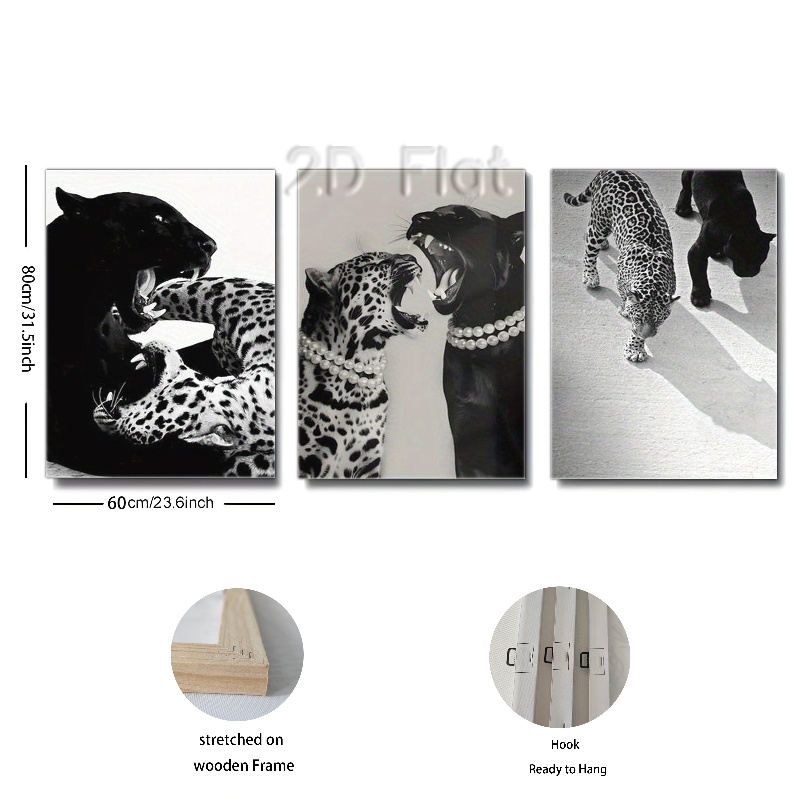 2D Flat
80cm/31.5inch
60cm/23.6inch
stretched on
wooden Frame
Hook
Ready to Hang